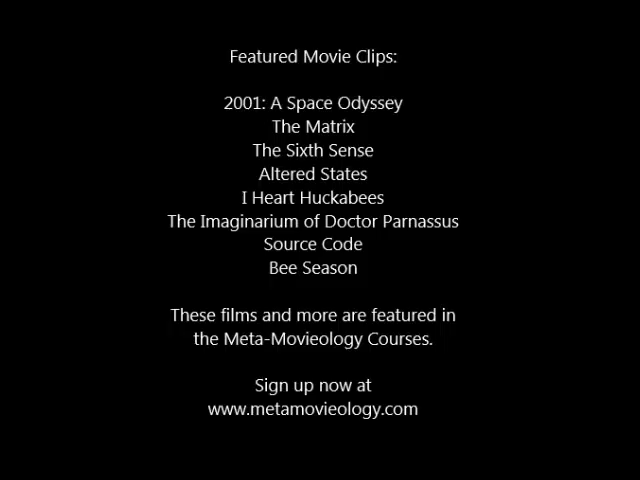 Featured Movie Clips:
2001: A Space Odyssey
The Matrix
The Sixth Sense
Altered States
I Heart Huckabees
The Imaginarium of Doctor Parnassus
Source Code
Bee Season
These films and more are featured in
the Meta-Movieology Courses.
Sign up now at
www.metamovieology.com